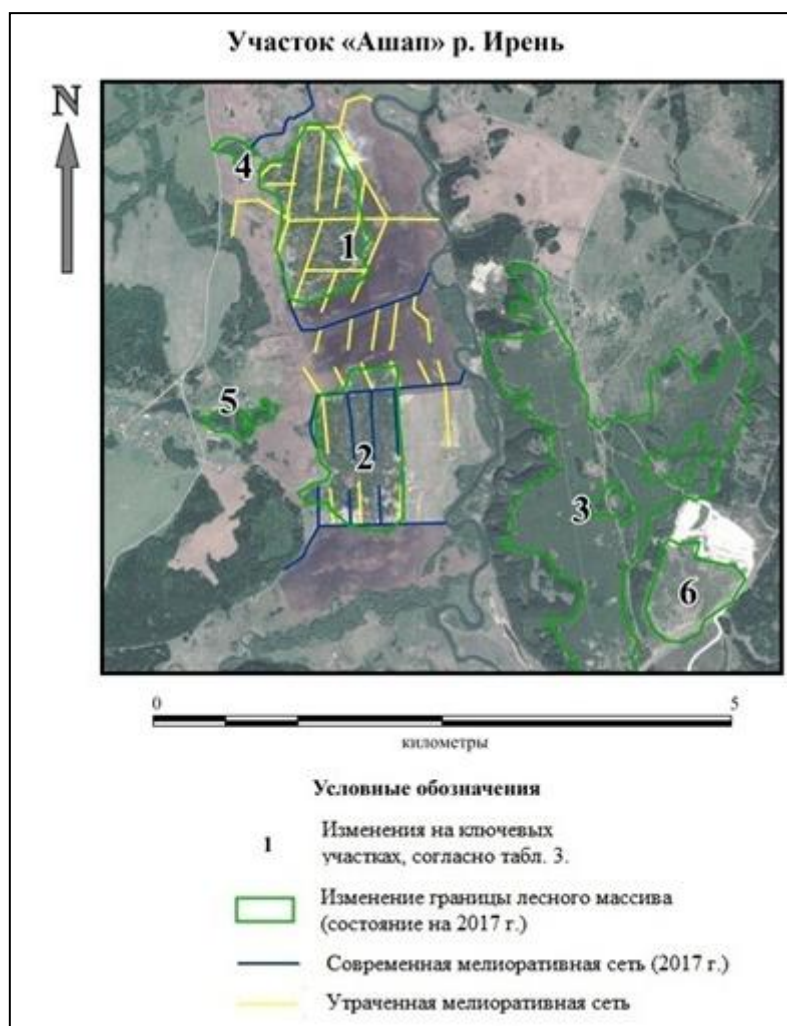 Участок «Ашап» р. Ирень
N
4
1
5
2
3
6
0
5
километры
Условные обозначения
1
Изменения на ключевых
участках, согласно табл. 3.
Изменение границы лесного массива
(состояние на 2017 г.)
Современная мелиоративная сеть (2017 г.)
Утраченная мелиоративная сеть